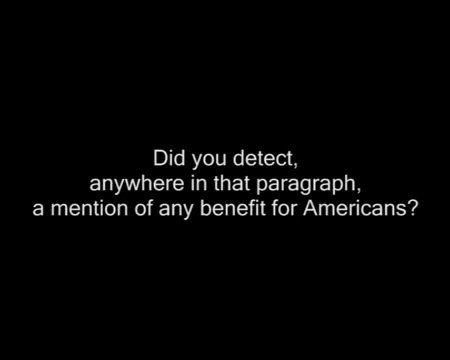 Did you detect,
anywhere in that paragraph,
a mention of any benefit for Americans?